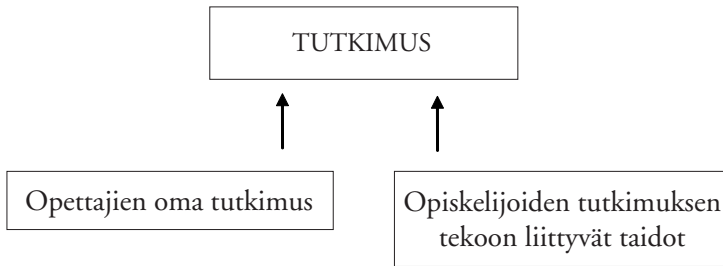 TUTKIMUS
Opettajien oma tutkimus
Opiskelijoiden tutkimuksen
tekoon liittyvät taidot